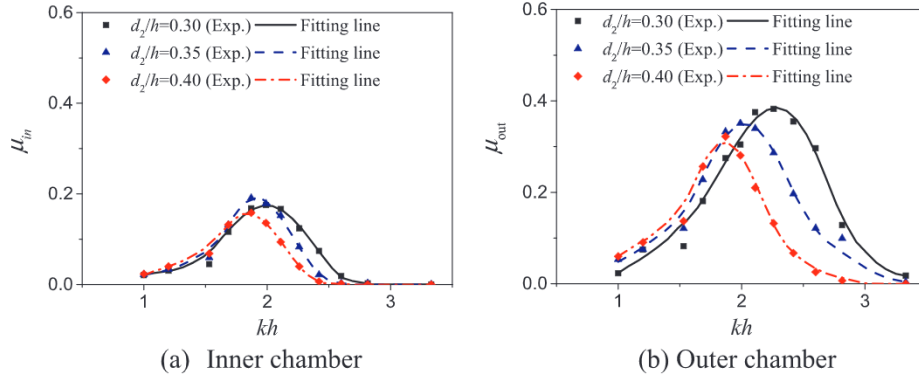 0.6
0.4
0.2
0.0
μin
d2/h=0.30 (Exp.) Fitting line
d2/h=0.35 (Exp.) Fitting line
d2/h=0.40 (Exp.) Fitting line
1 2 3
kh
(a) Inner chamber
0.6
0.4
0.2
0.0
μout
d2/h=0.30 (Exp.) Fitting line
d2/h=0.35 (Exp.) Fitting line
d2/h=0.40 (Exp.) Fitting line
1 2 3
kh
(b) Outer chamber